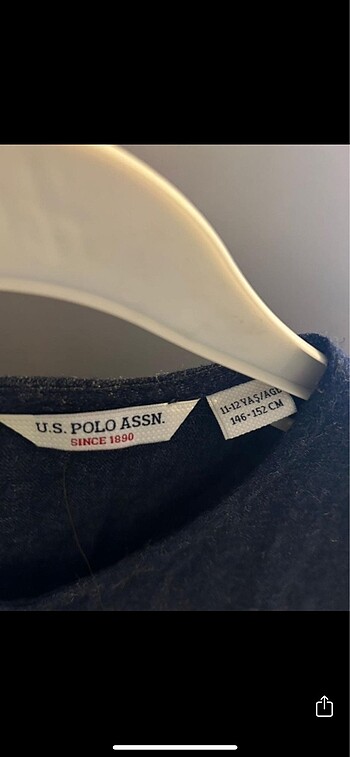 U.S. POLO ASSN.
SINCE 1890
11-12 YAŞ/AGE
146-152 CM